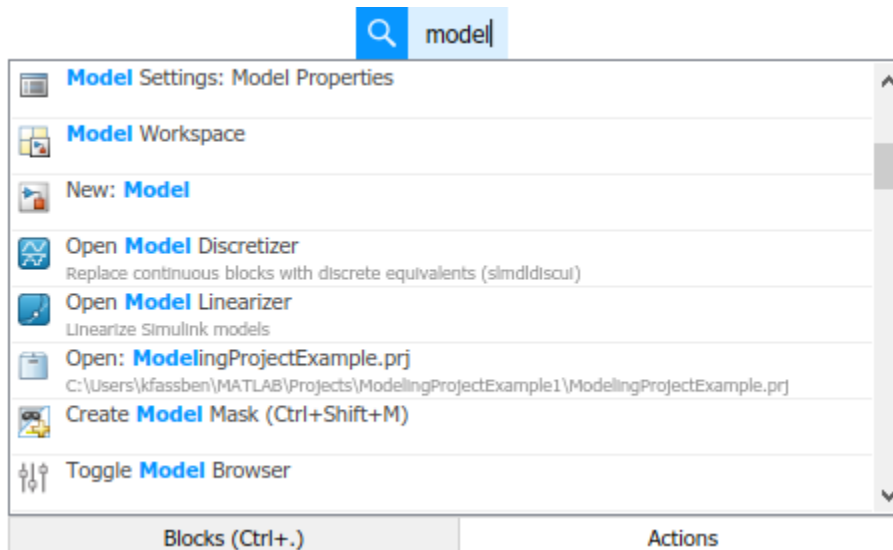 model
Model Settings: Model Properties
Model Workspace
New: Model
Open Model Discretizer
Replace continuous blocks with discrete equivalents (slmdldiscui)
Open Model Linearizer
Linearize Simulink models
Open: ModelingProjectExample.prj
C:\Users\kfassben\MATLAB\Projects\ModelingProjectExample1\ModelingProjectExample.prj
Create Model Mask (Ctrl+Shift+M)
Toggle Model Browser
Blocks (Ctrl+.)
Actions